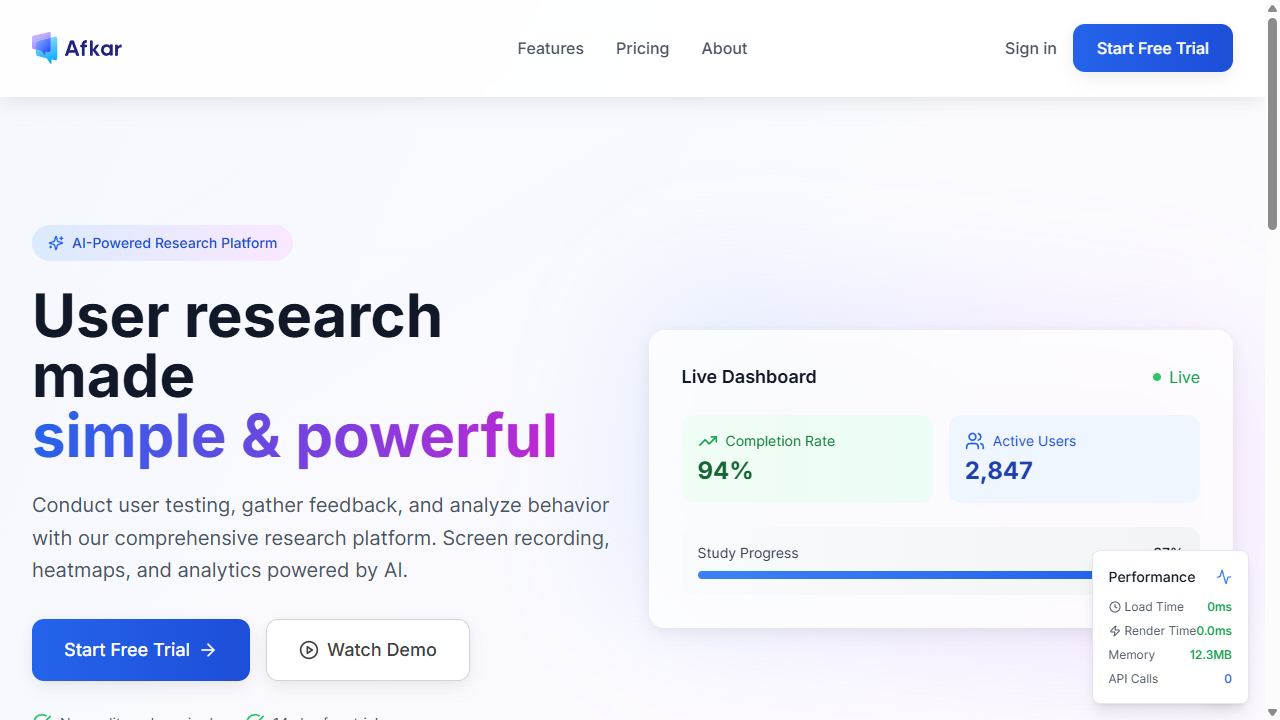 Afkar
Features
Pricing
About
Sign in
Start Free Trial
AI-Powered Research Platform
User research
made
simple & powerful
Conduct user testing, gather feedback, and analyze behavior
with our comprehensive research platform. Screen recording,
heatmaps, and analytics powered by AI.
Start Free Trial
Watch Demo
Live Dashboard
Live
Completion Rate
94%
Active Users
2,847
Study Progress
Performance
Load Time 0ms
Render Time 0.0ms
Memory 12.3MB
API Calls 0